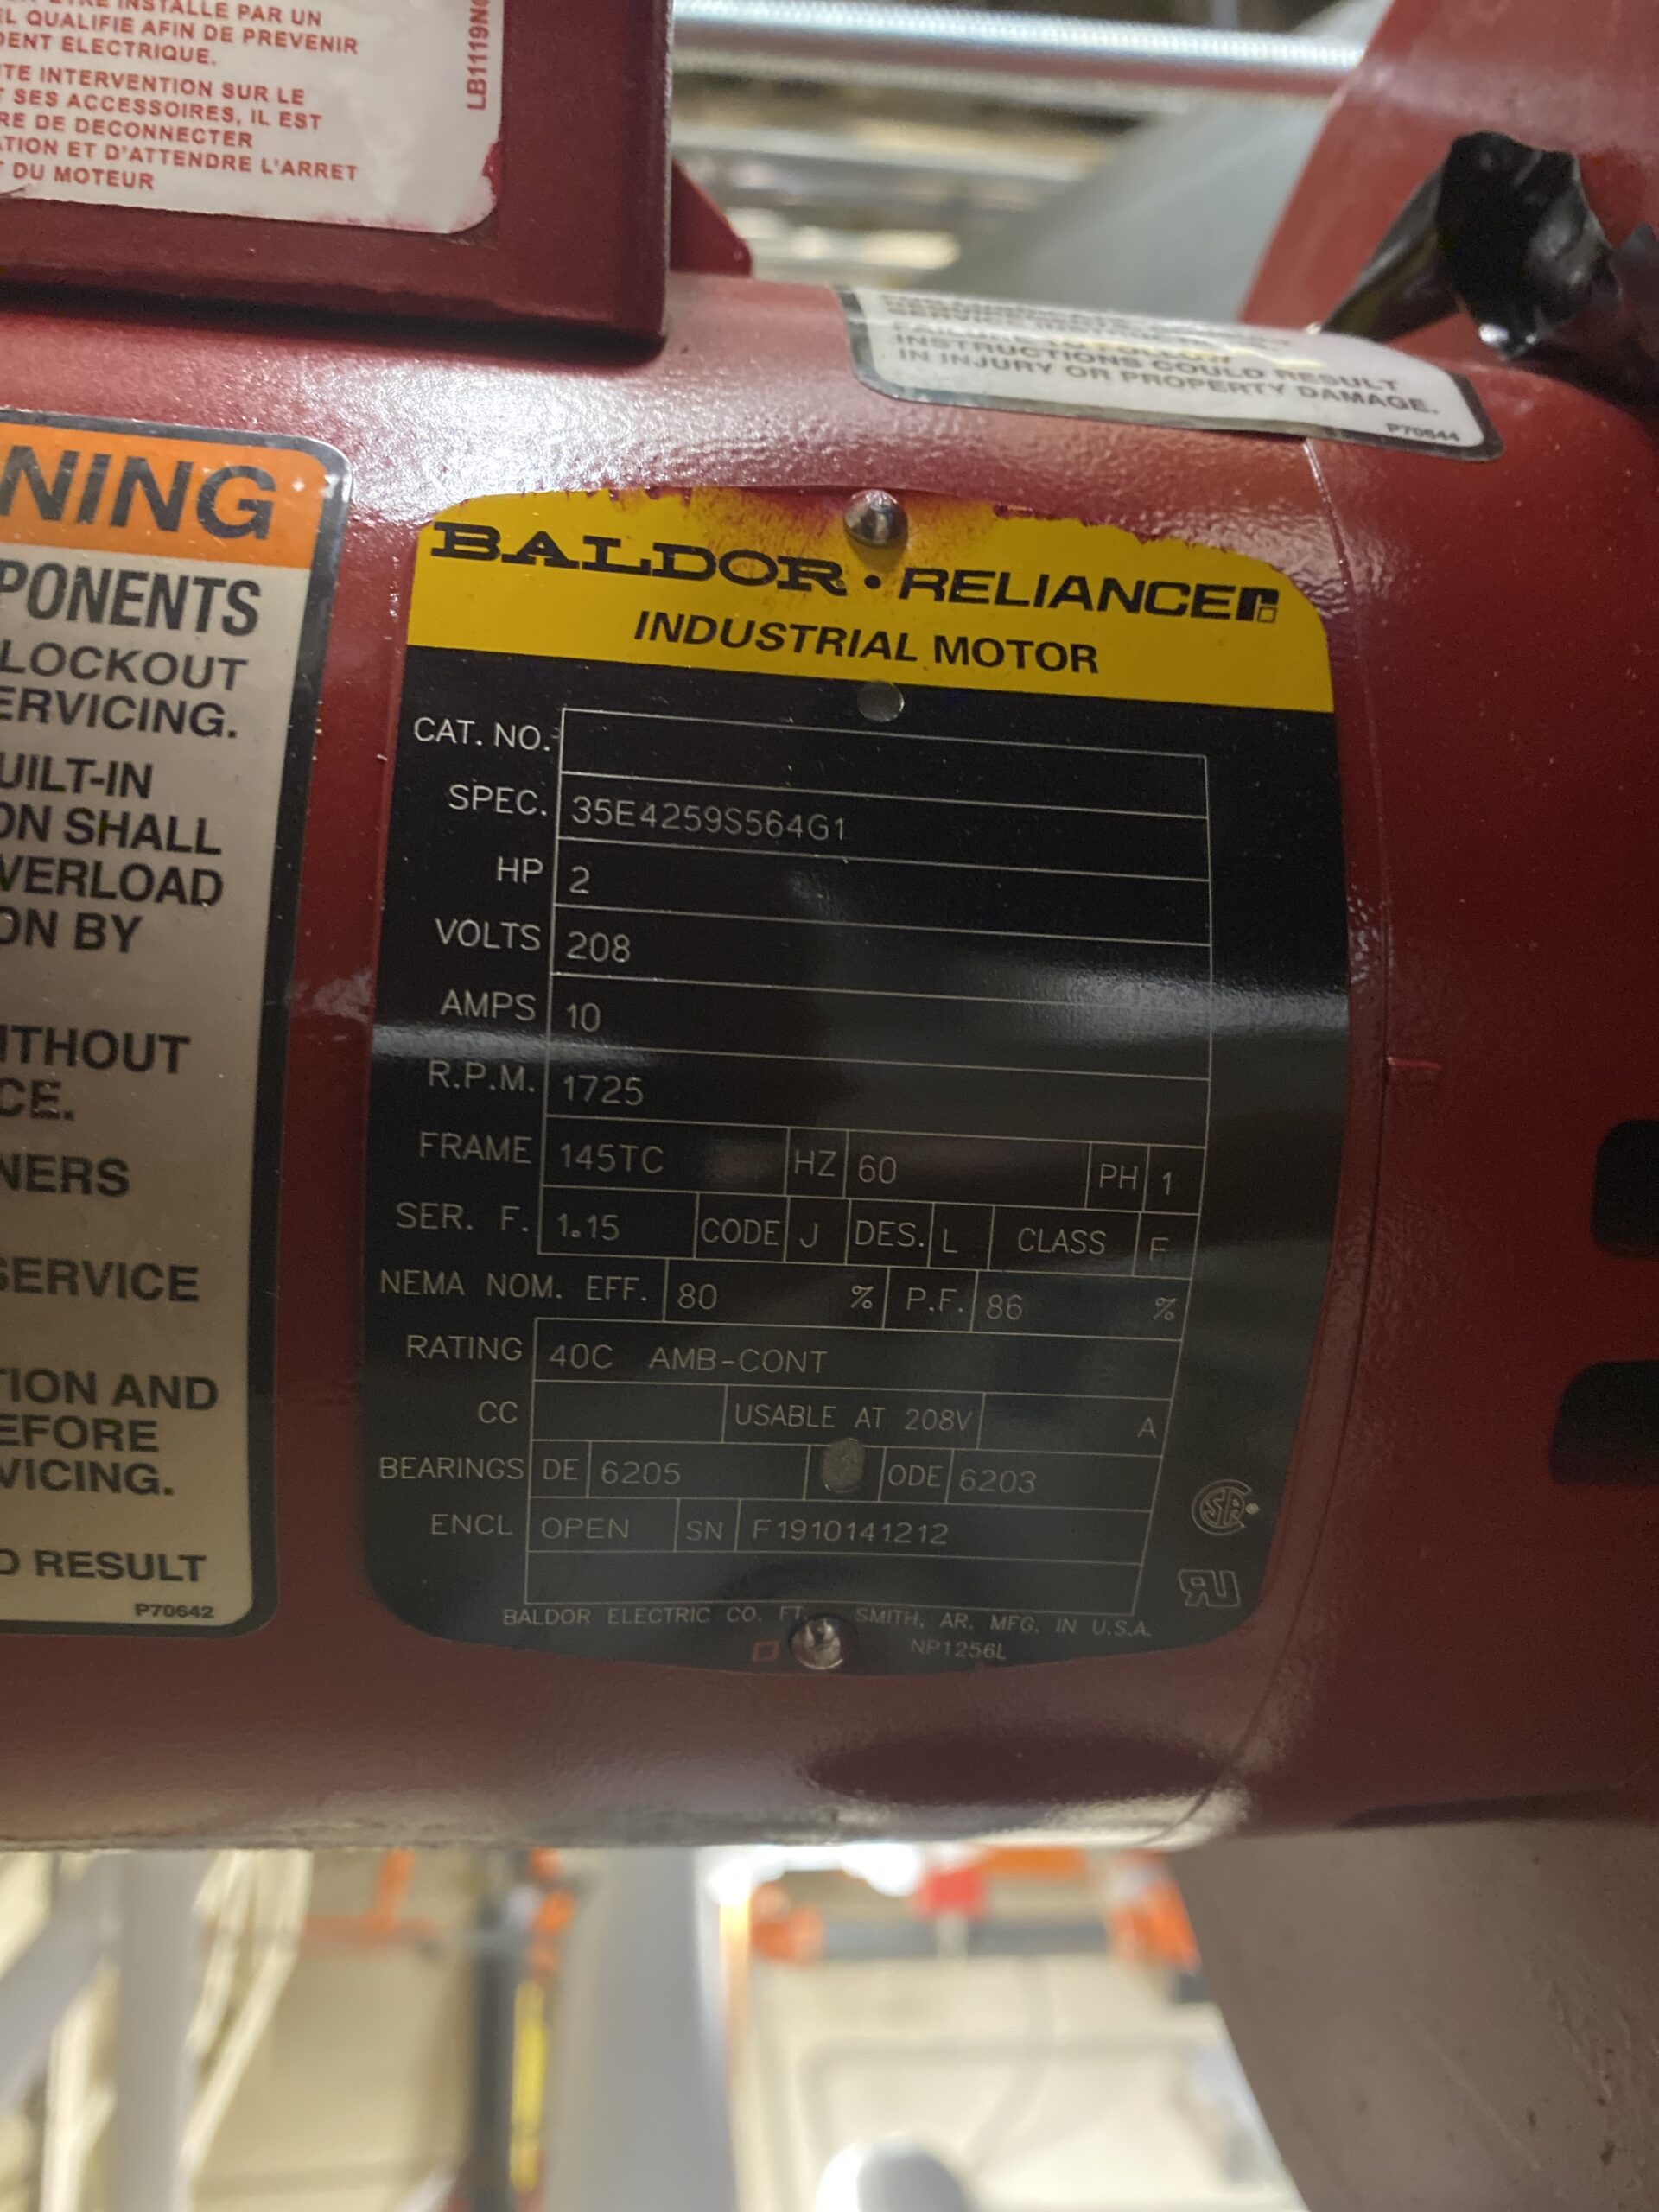 INSTALLE PAR UN
QUALIFIE AFIN DE PREVENIR
ELECTRIQUE.
INTERVENTION SUR LE
SES ACCESSOIRES, IL EST
DE DECONNECTER
ET D'ATTENDRE L'ARRET
DU MOTEUR
INSTRUCTIONS COULD RESULT
IN INJURY OR PROPERTY DAMAGE.
P70644
NING
PONENTS
LOCKOUT
ERVICING.
UILT-IN
ON SHALL
VERLOAD
ON BY
ITHOUT
CE.
NERS
SERVICE
TION AND
EFORE
VICING.
D RESULT
P70642
BALDOR • RELIANCE
INDUSTRIAL MOTOR
CAT. NO.
SPEC. 35E4259S564G1
HP 2
VOLTS 208
AMPS 10
R.P.M. 1725
FRAME 145TC HZ 60 PH 1
SER. F. 1.15 CODE J DES. L CLASS F
NEMA NOM. EFF. 80 % P.F. 86 %
RATING 40C AMB-CONT
CC USABLE AT 208V A
BEARINGS DE 6205 ODE 6203
ENCL OPEN SN F1910141212
BALDOR ELECTRIC CO. FT. SMITH, AR. MFG. IN U.S.A.
NP1256L